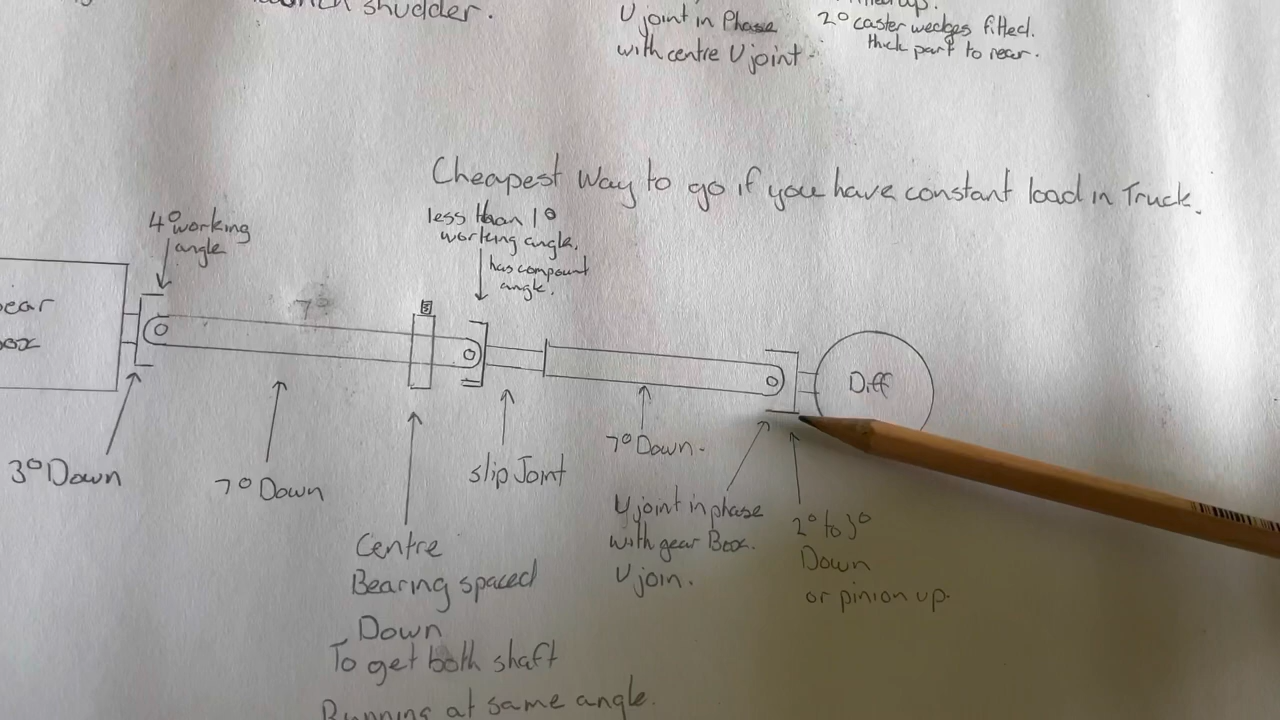 shudder.
U joint in Phase
with centre U joint.
2° caster wedges fitted.
thick part to rear.
Cheapest Way to go if you have constant load in Truck.
4° working
angle
less than 1°
working angle.
has compount
angle.
7°
ear
box
Diff
3° Down
7° Down
slip Joint
7° Down.
U joint in phase
with gear Box.
U join.
2° to 3°
Down
or pinion up.
Centre
Bearing spaced
Down
To get both shaft
Running at same angle.